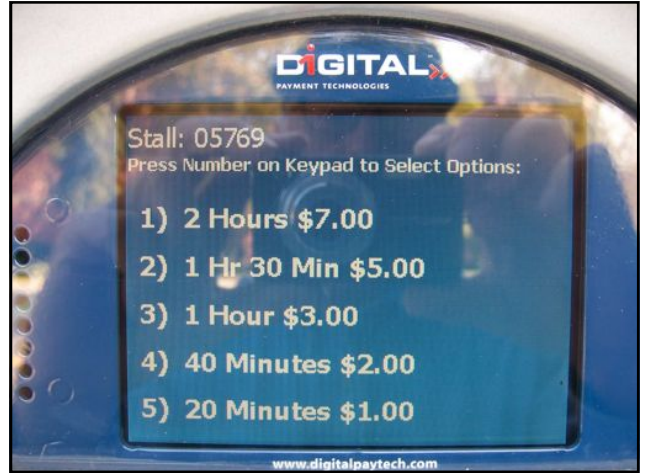 DIGITAL
PAYMENT TECHNOLOGIES
Stall: 05769
Press Number on Keypad to Select Options:
1) 2 Hours $7.00
2) 1 Hr 30 Min $5.00
3) 1 Hour $3.00
4) 40 Minutes $2.00
5) 20 Minutes $1.00
www.digitalpaytech.com